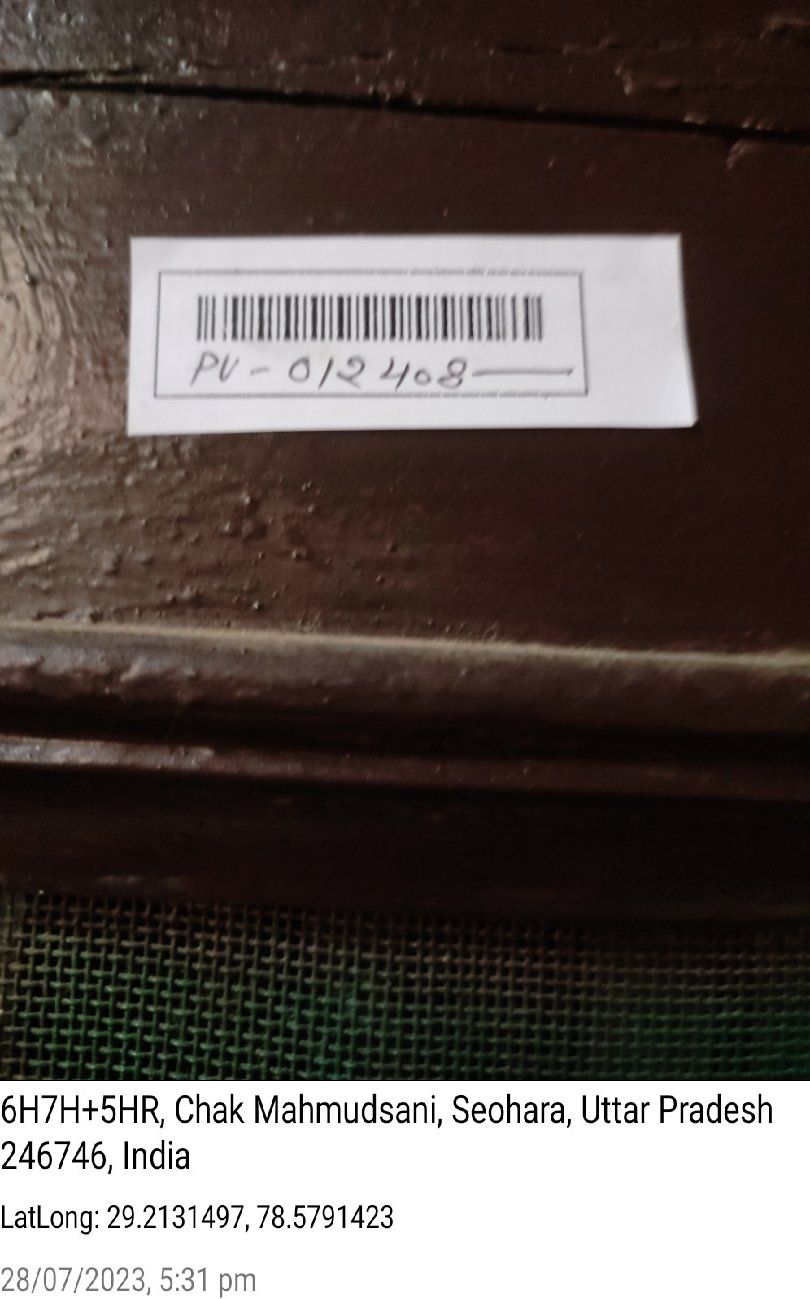 PV-012408
6H7H+5HR, Chak Mahmudsani, Seohara, Uttar Pradesh
246746, India
LatLong: 29.2131497, 78.5791423
28/07/2023, 5:31 pm